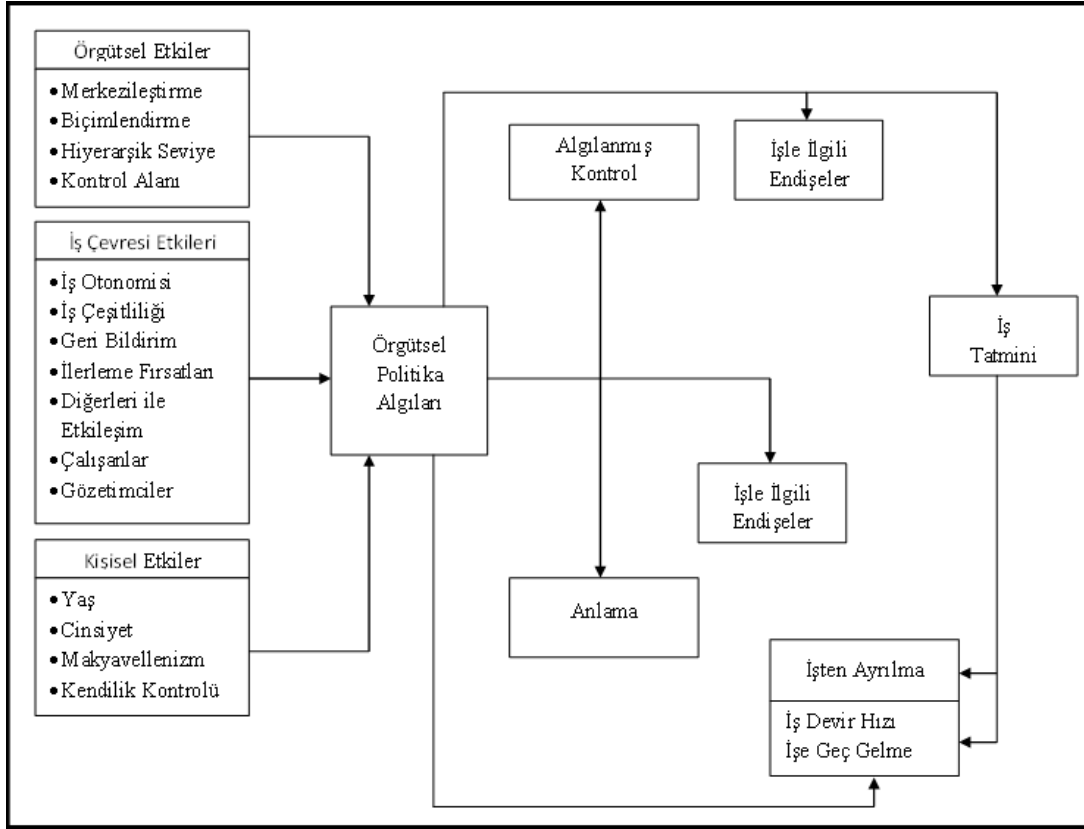 Örgütsel Etkiler
•Merkezileştirme
•Biçimlendirme
•Hiyerarşik Seviye
•Kontrol Alanı
İş Çevresi Etkileri
•İş Otonomisi
•İş Çeşitliliği
•Geri Bildirim
•İlerleme Fırsatları
•Diğerleri ile
Etkileşim
•Çalışanlar
•Gözetimciler
Kişisel Etkiler
•Yaş
•Cinsiyet
•Makyavellenizm
•Kendilik Kontrolü
Örgütsel
Politika
Algıları
Algılanmış
Kontrol
İşle İlgili
Endişeler
İş
Tatmini
İşle İlgili
Endişeler
Anlama
İşten Ayrılma
İş Devir Hızı
İşe Geç Gelme